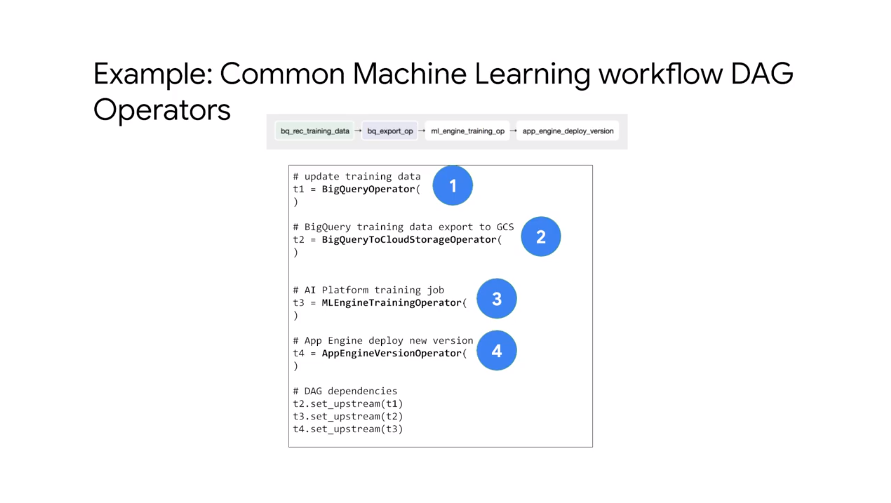 Example: Common Machine Learning workflow DAG
Operators
bq_rec_training_data → bq_export_op → ml_engine_training_op → app_engine_deploy_version
# update training data
t1 = BigQueryOperator(
)
1
# BigQuery training data export to GCS
t2 = BigQueryToCloudStorageOperator(
)
2
# AI Platform training job
t3 = MLEngineTrainingOperator(
)
3
# App Engine deploy new version
t4 = AppEngineVersionOperator(
)
4
# DAG dependencies
t2.set_upstream(t1)
t3.set_upstream(t2)
t4.set_upstream(t3)